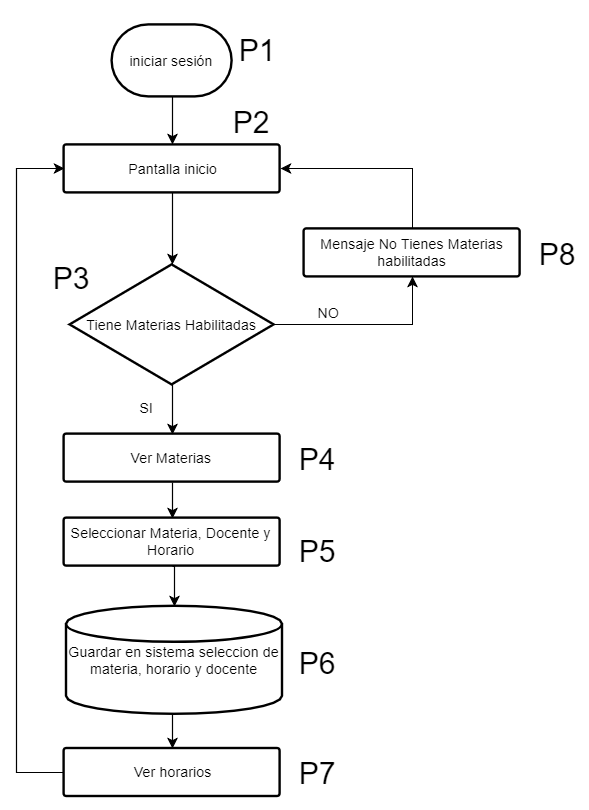 iniciar sesión
P1
P2
Pantalla inicio
Mensaje No Tienes Materias
habilitadas
P8
P3
Tiene Materias Habilitadas
NO
SI
Ver Materias
P4
Seleccionar Materia, Docente y
Horario
P5
Guardar en sistema seleccion de
materia, horario y docente
P6
Ver horarios
P7